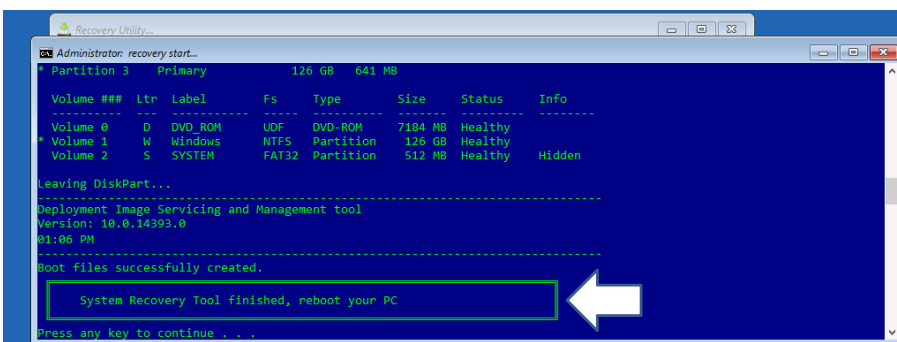 Recovery Utility...
Administrator: recovery start...
* Partition 3    Primary            126 GB   641 MB
Volume ###  Ltr  Label        Fs     Type        Size     Status     Info
----------  ---  -----------  -----  ----------  -------  ---------  --------
Volume 0     D   DVD_ROM      UDF    DVD-ROM     7184 MB  Healthy
* Volume 1     W   Windows      NTFS   Partition    126 GB  Healthy
Volume 2     S   SYSTEM       FAT32  Partition    512 MB  Healthy    Hidden
Leaving DiskPart...
Deployment Image Servicing and Management tool
Version: 10.0.14393.0
01:06 PM
Boot files successfully created.
System Recovery Tool finished, reboot your PC
Press any key to continue . . .